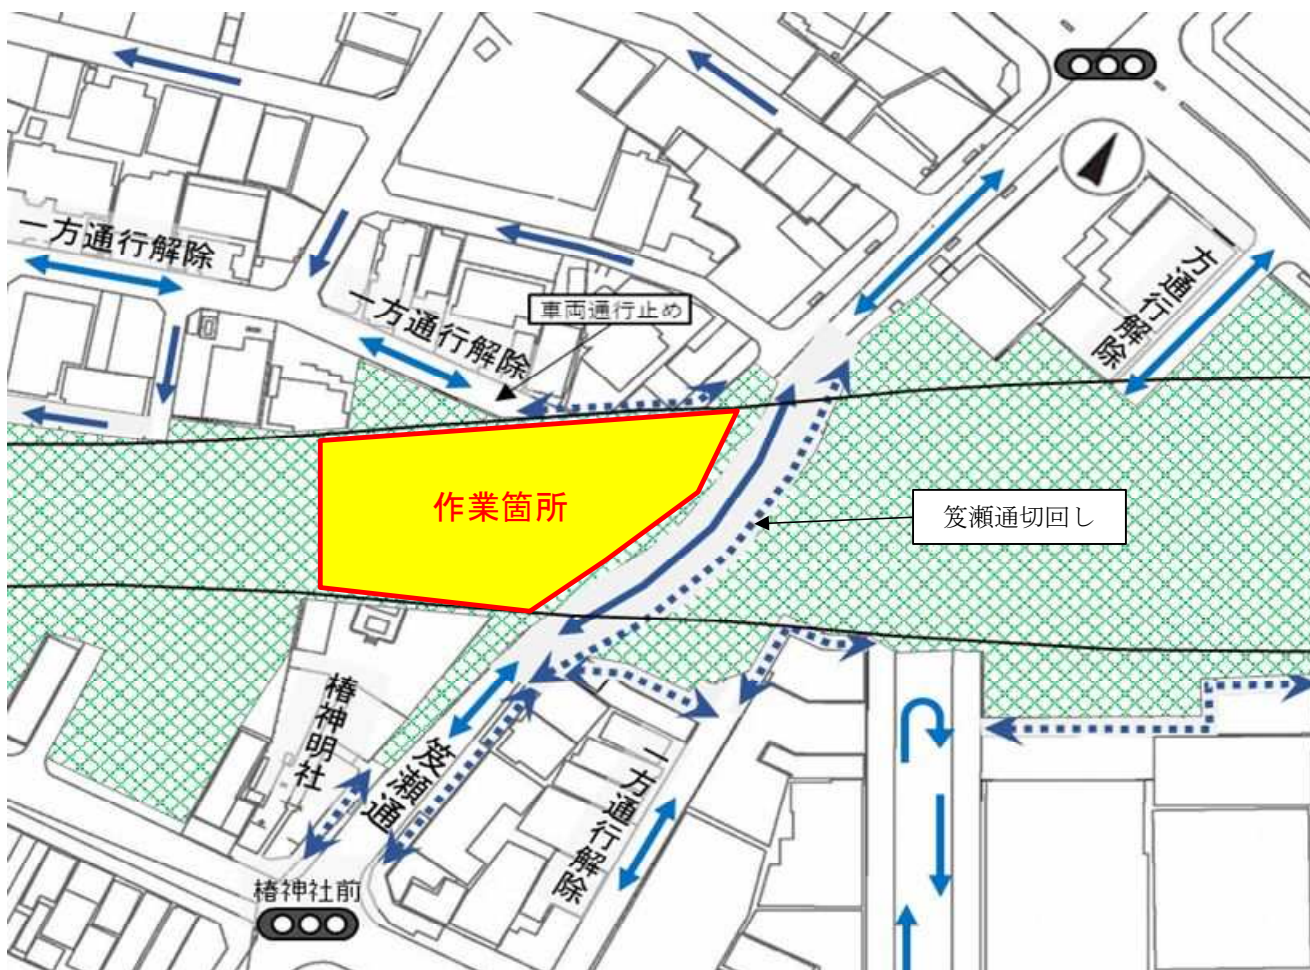 一方通行解除
一方通行解除
車両通行止め
方通行解除
作業箇所
笈瀬通切回し
椿神明社
笈瀬通
一方通行解除
椿神社前